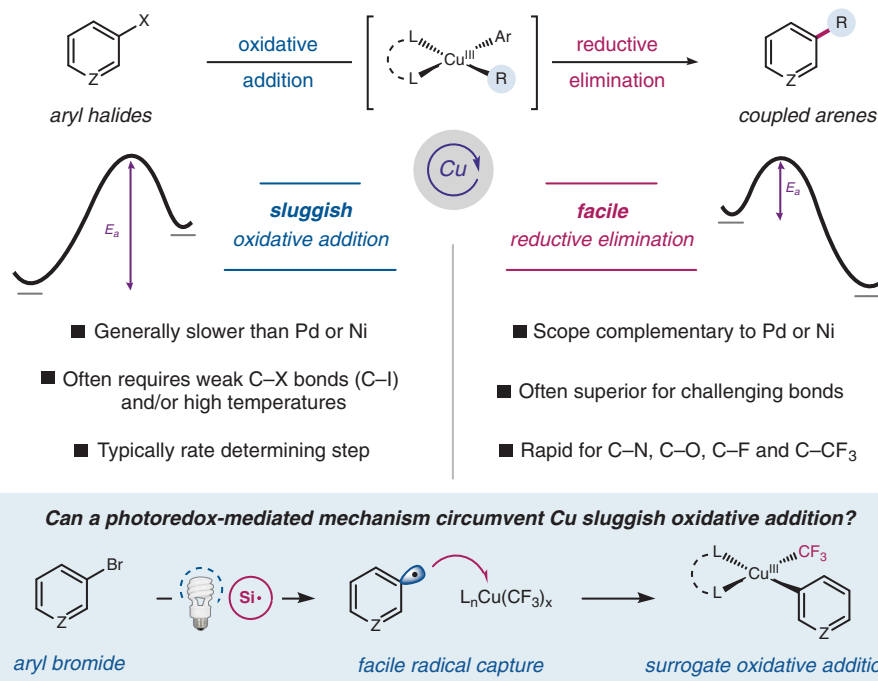 X
Z
aryl halides
oxidative
addition
L
L
Cu^III
Ar
R
reductive
elimination
R
Z
coupled arenes
Cu
E_a
sluggish
oxidative addition
facile
reductive elimination
E_a
■ Generally slower than Pd or Ni
■ Often requires weak C–X bonds (C–I)
and/or high temperatures
■ Typically rate determining step
■ Scope complementary to Pd or Ni
■ Often superior for challenging bonds
■ Rapid for C–N, C–O, C–F and C–CF₃
Can a photoredox-mediated mechanism circumvent Cu sluggish oxidative addition?
Br
Z
aryl bromide
Si•
Z
LₙCu(CF₃)ₓ
facile radical capture
L
L
Cu^III
CF₃
Z
surrogate oxidative additio